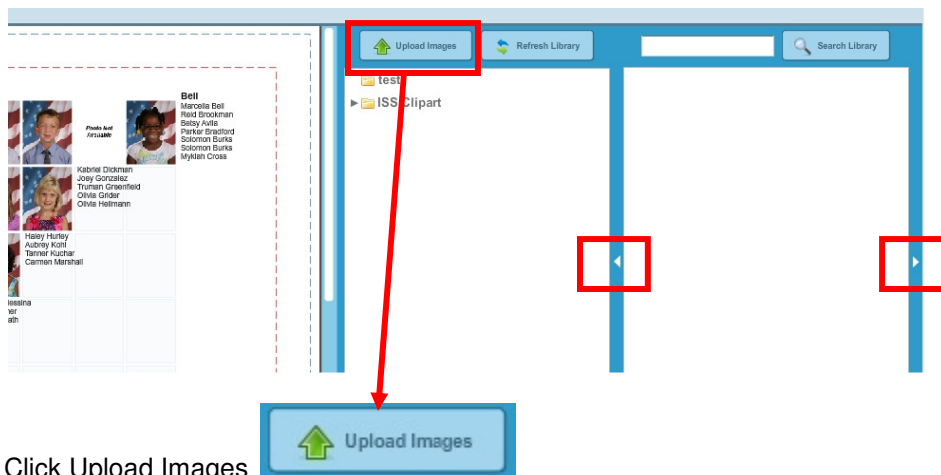 Upload Images
Refresh Library
Search Library
test
ISS Clipart
Photo Not
Available
Bell
Marcella Bell
Reid Brookman
Betsy Avila
Parker Bradford
Solomon Burks
Solomon Burks
Mykiah Cross
Kabriel Dickman
Joey Gonzalez
Truman Greenfield
Olivia Grider
Olivia Heilmann
Haley Hurley
Aubrey Kohl
Tanner Kuchar
Carmen Marshall
Click Upload Images
Upload Images